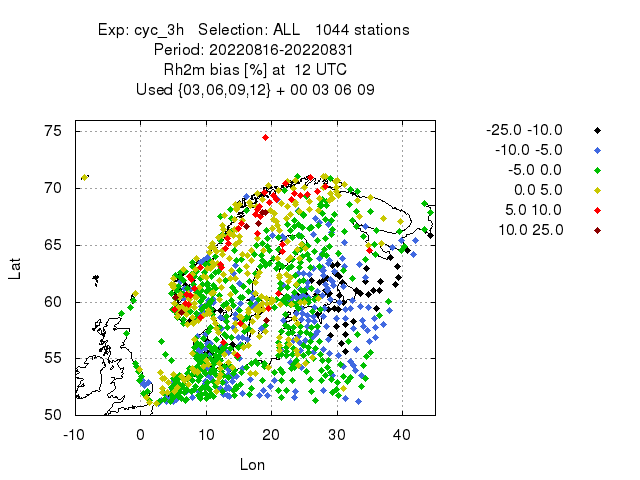 Exp: cyc_3h   Selection: ALL   1044 stations
Period: 20220816-20220831
Rh2m bias [%] at  12 UTC
Used {03,06,09,12} + 00 03 06 09
-25.0 -10.0
-10.0 -5.0
-5.0 0.0
0.0 5.0
5.0 10.0
10.0 25.0
75
70
65
60
55
50
Lat
-10 0 10 20 30 40
Lon